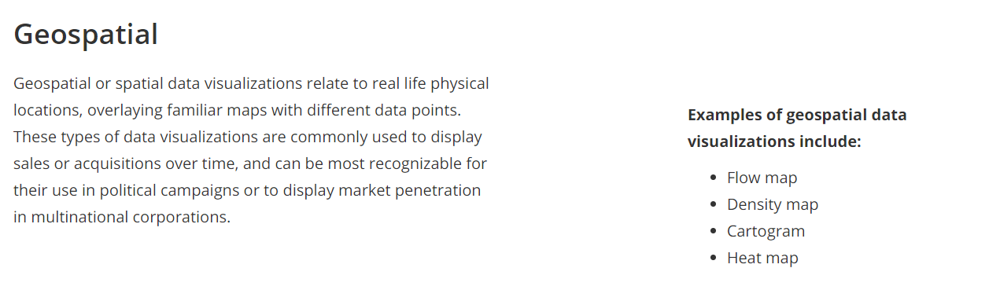 Geospatial
Geospatial or spatial data visualizations relate to real life physical
locations, overlaying familiar maps with different data points.
These types of data visualizations are commonly used to display
sales or acquisitions over time, and can be most recognizable for
their use in political campaigns or to display market penetration
in multinational corporations.
Examples of geospatial data
visualizations include:
• Flow map
• Density map
• Cartogram
• Heat map